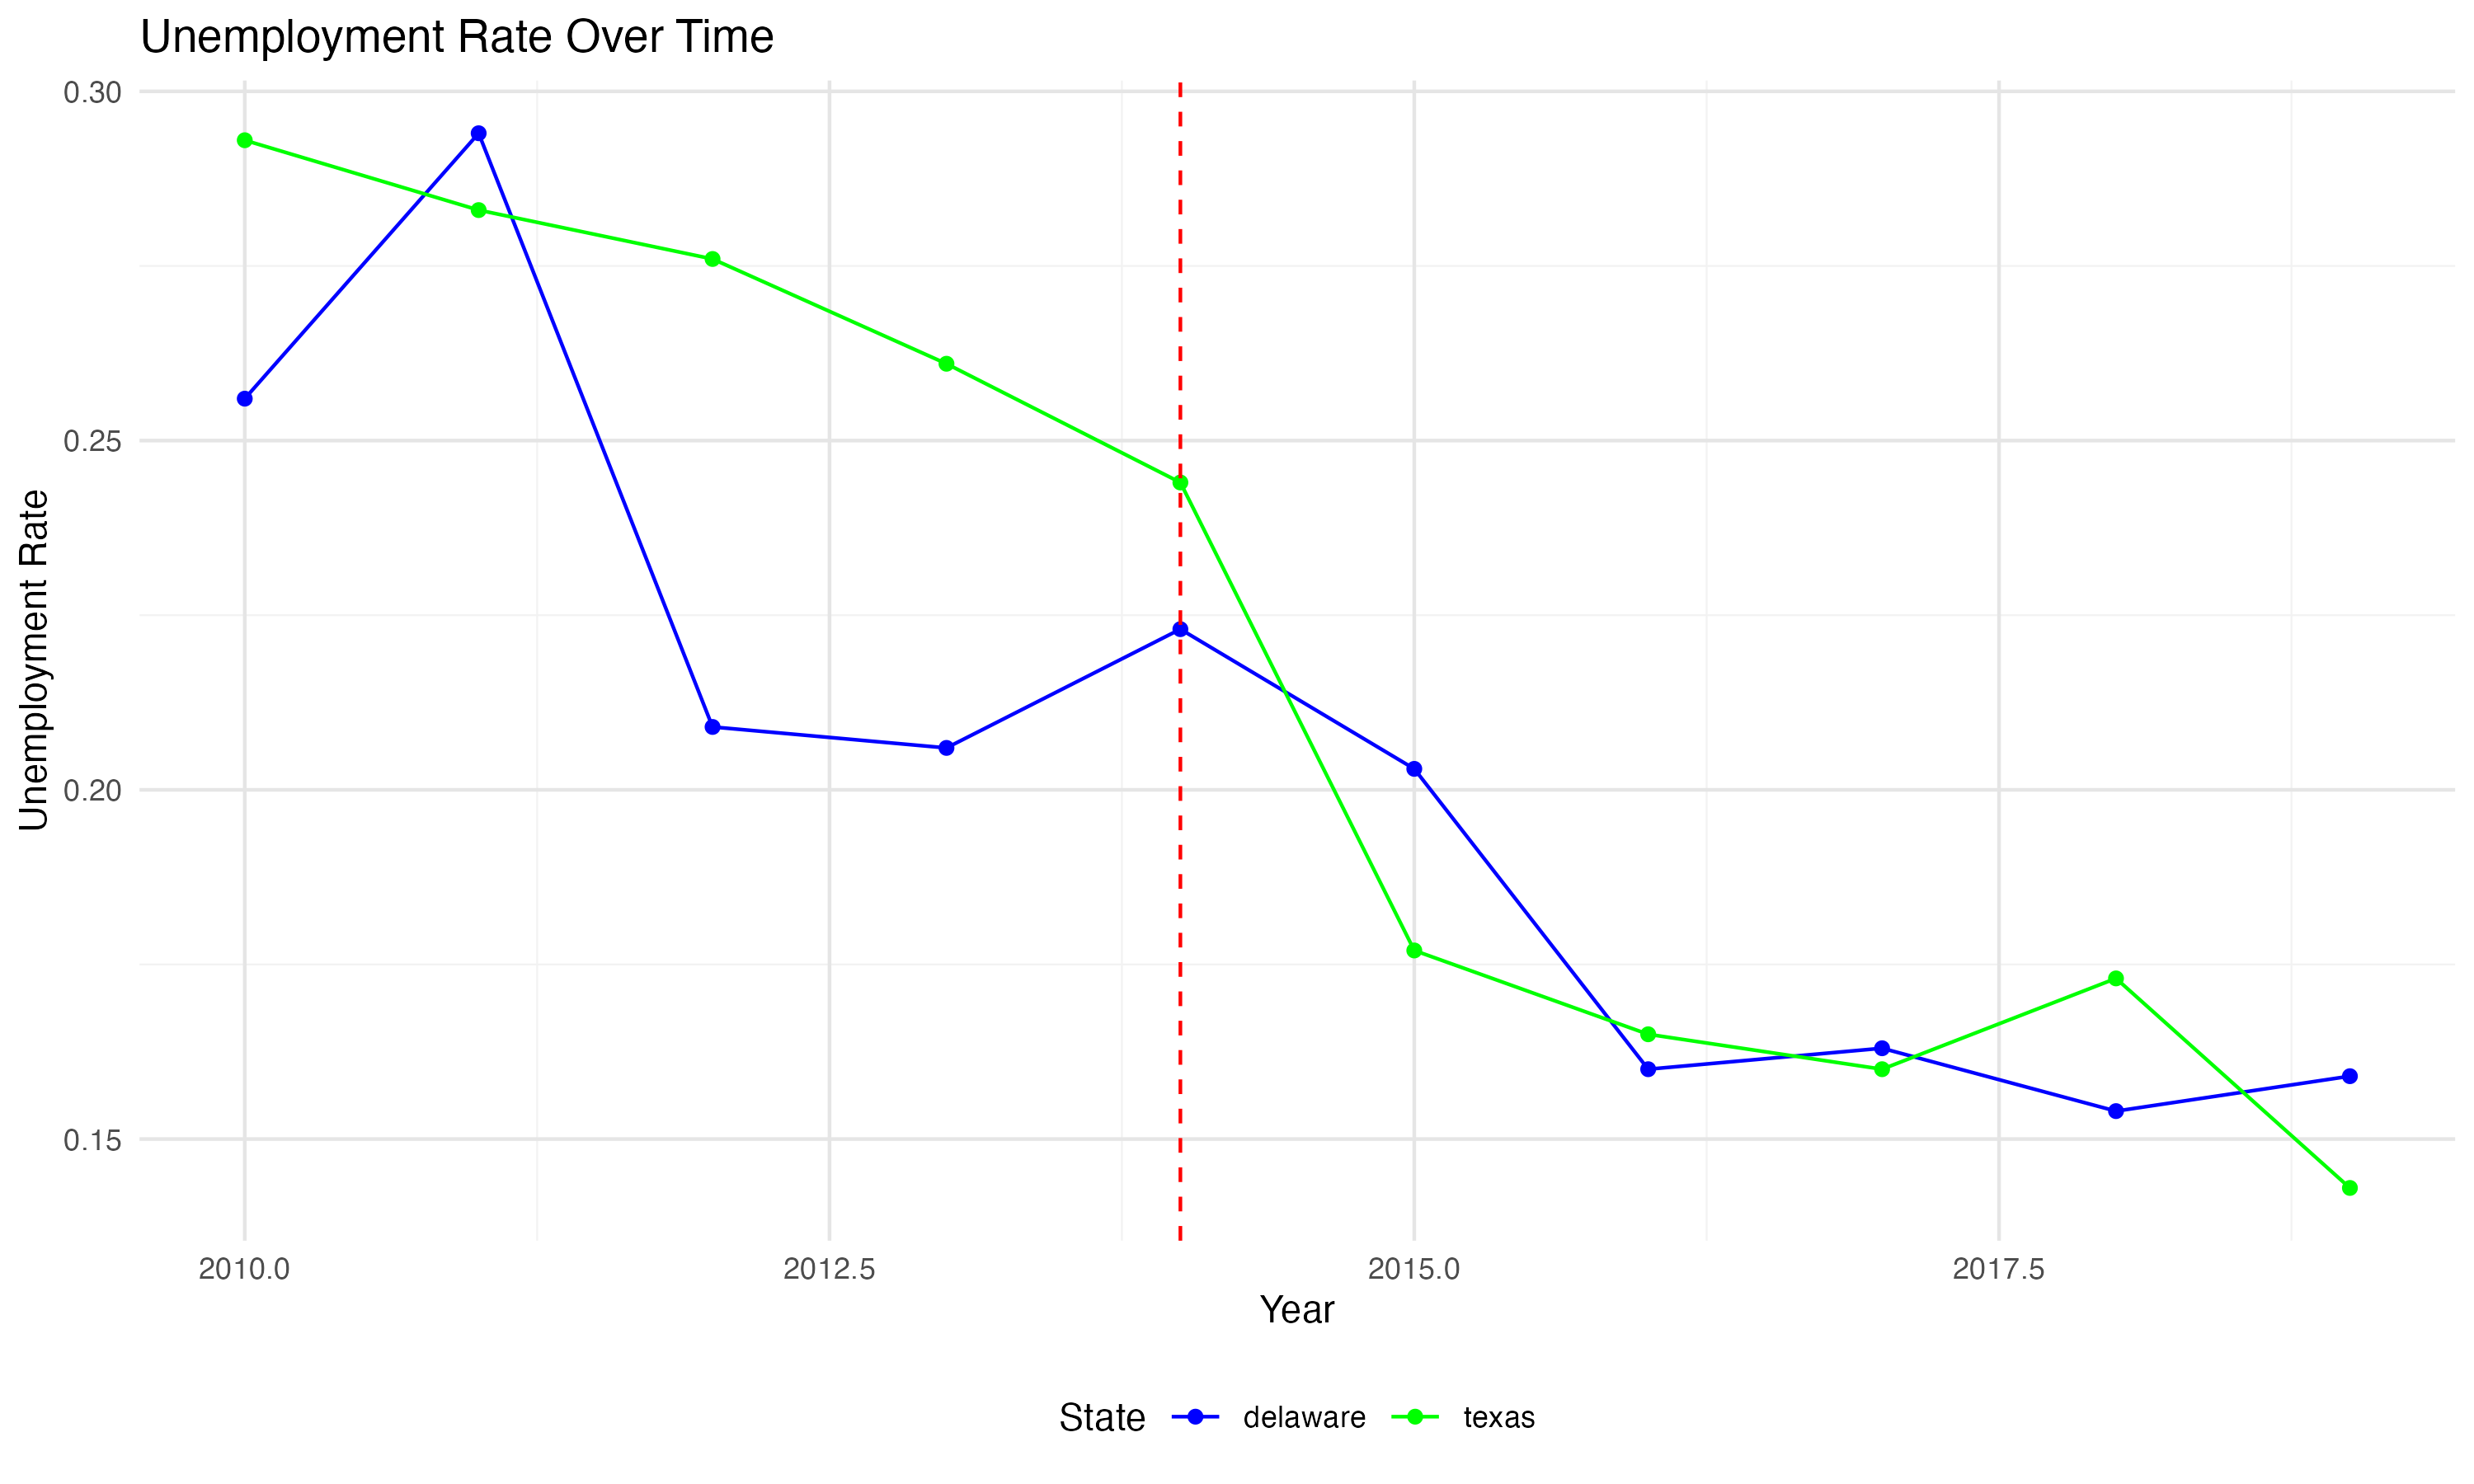 Unemployment Rate Over Time
Unemployment Rate
0.30
0.25
0.20
0.15
2010.0 2012.5 2015.0 2017.5
Year
State delaware texas